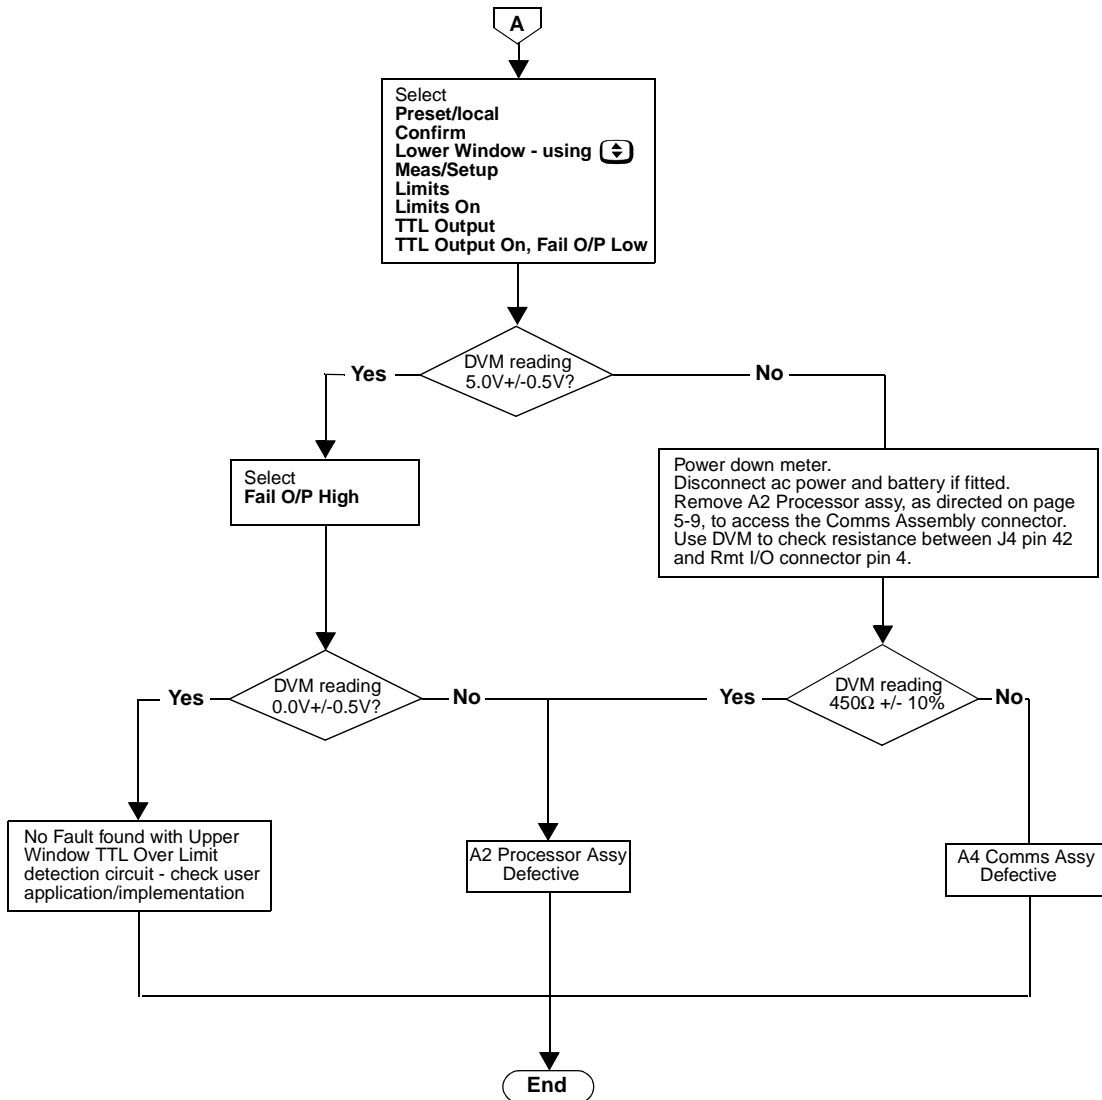 A
Select
Preset/local
Confirm
Lower Window - using
Meas/Setup
Limits
Limits On
TTL Output
TTL Output On, Fail O/P Low
DVM reading
5.0V+/-0.5V?
Yes
No
Select
Fail O/P High
Power down meter.
Disconnect ac power and battery if fitted.
Remove A2 Processor assy, as directed on page
5-9, to access the Comms Assembly connector.
Use DVM to check resistance between J4 pin 42
and Rmt I/O connector pin 4.
DVM reading
0.0V+/-0.5V?
Yes
No
DVM reading
450Ω +/- 10%
Yes
No
No Fault found with Upper
Window TTL Over Limit
detection circuit - check user
application/implementation
A2 Processor Assy
Defective
A4 Comms Assy
Defective
End